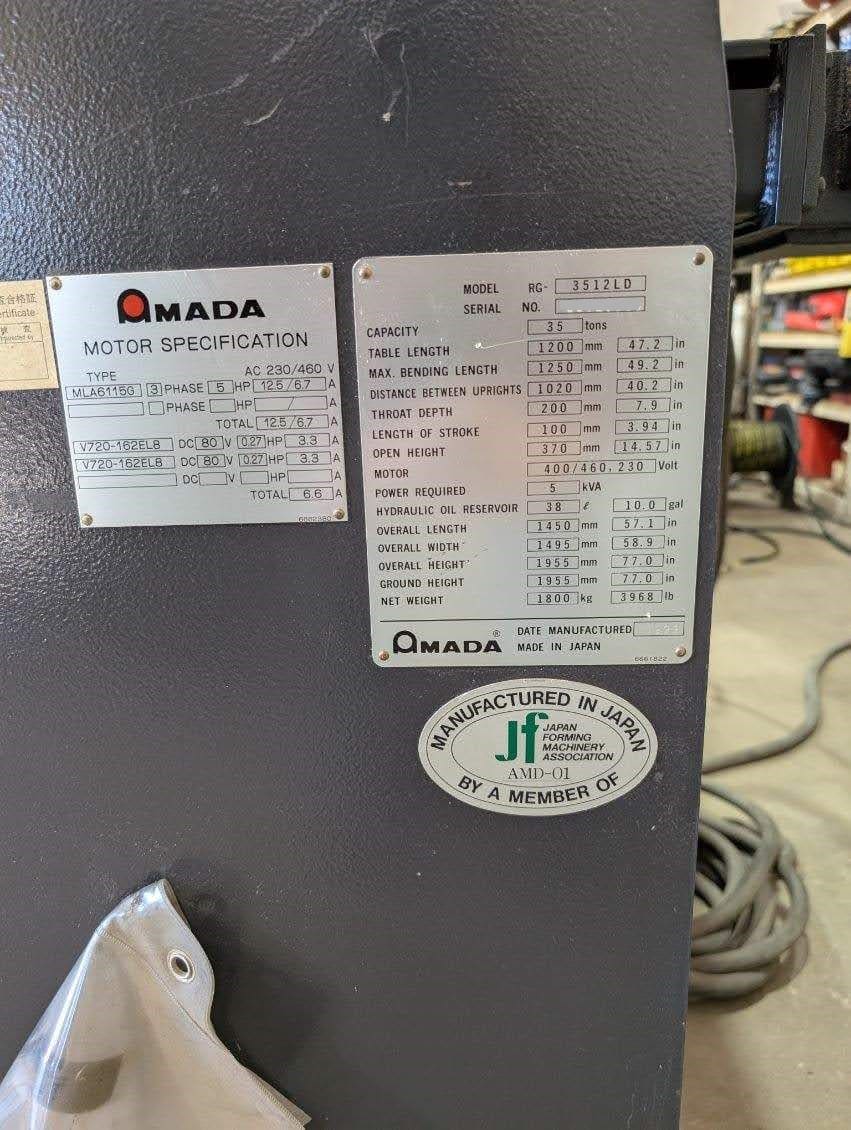 査合格証
ertificate
検 査
Inspected by
AMADA
MOTOR SPECIFICATION
TYPE AC 230/460 V
MLA6115G 3 PHASE 5 HP 12.5/6.7 A
PHASE HP / A
TOTAL 12.5/6.7 A
V720-162EL8 DC 80 V 0.27 HP 3.3 A
V720-162EL8 DC 80 V 0.27 HP 3.3 A
DC V HP A
TOTAL 6.6 A
6662380
MODEL RG- 3512LD
SERIAL NO.
CAPACITY 35 tons
TABLE LENGTH 1200 mm 47.2 in
MAX. BENDING LENGTH 1250 mm 49.2 in
DISTANCE BETWEEN UPRIGHTS 1020 mm 40.2 in
THROAT DEPTH 200 mm 7.9 in
LENGTH OF STROKE 100 mm 3.94 in
OPEN HEIGHT 370 mm 14.57 in
MOTOR 400/460,230 Volt
POWER REQUIRED 5 kVA
HYDRAULIC OIL RESERVOIR 38 ℓ 10.0 gal
OVERALL LENGTH 1450 mm 57.1 in
OVERALL WIDTH 1495 mm 58.9 in
OVERALL HEIGHT 1955 mm 77.0 in
GROUND HEIGHT 1955 mm 77.0 in
NET WEIGHT 1800 kg 3968 lb
AMADA® DATE MANUFACTURED
MADE IN JAPAN
6661822
MANUFACTURED IN JAPAN
Jf JAPAN
FORMING
MACHINERY
ASSOCIATION
AMD-01
BY A MEMBER OF